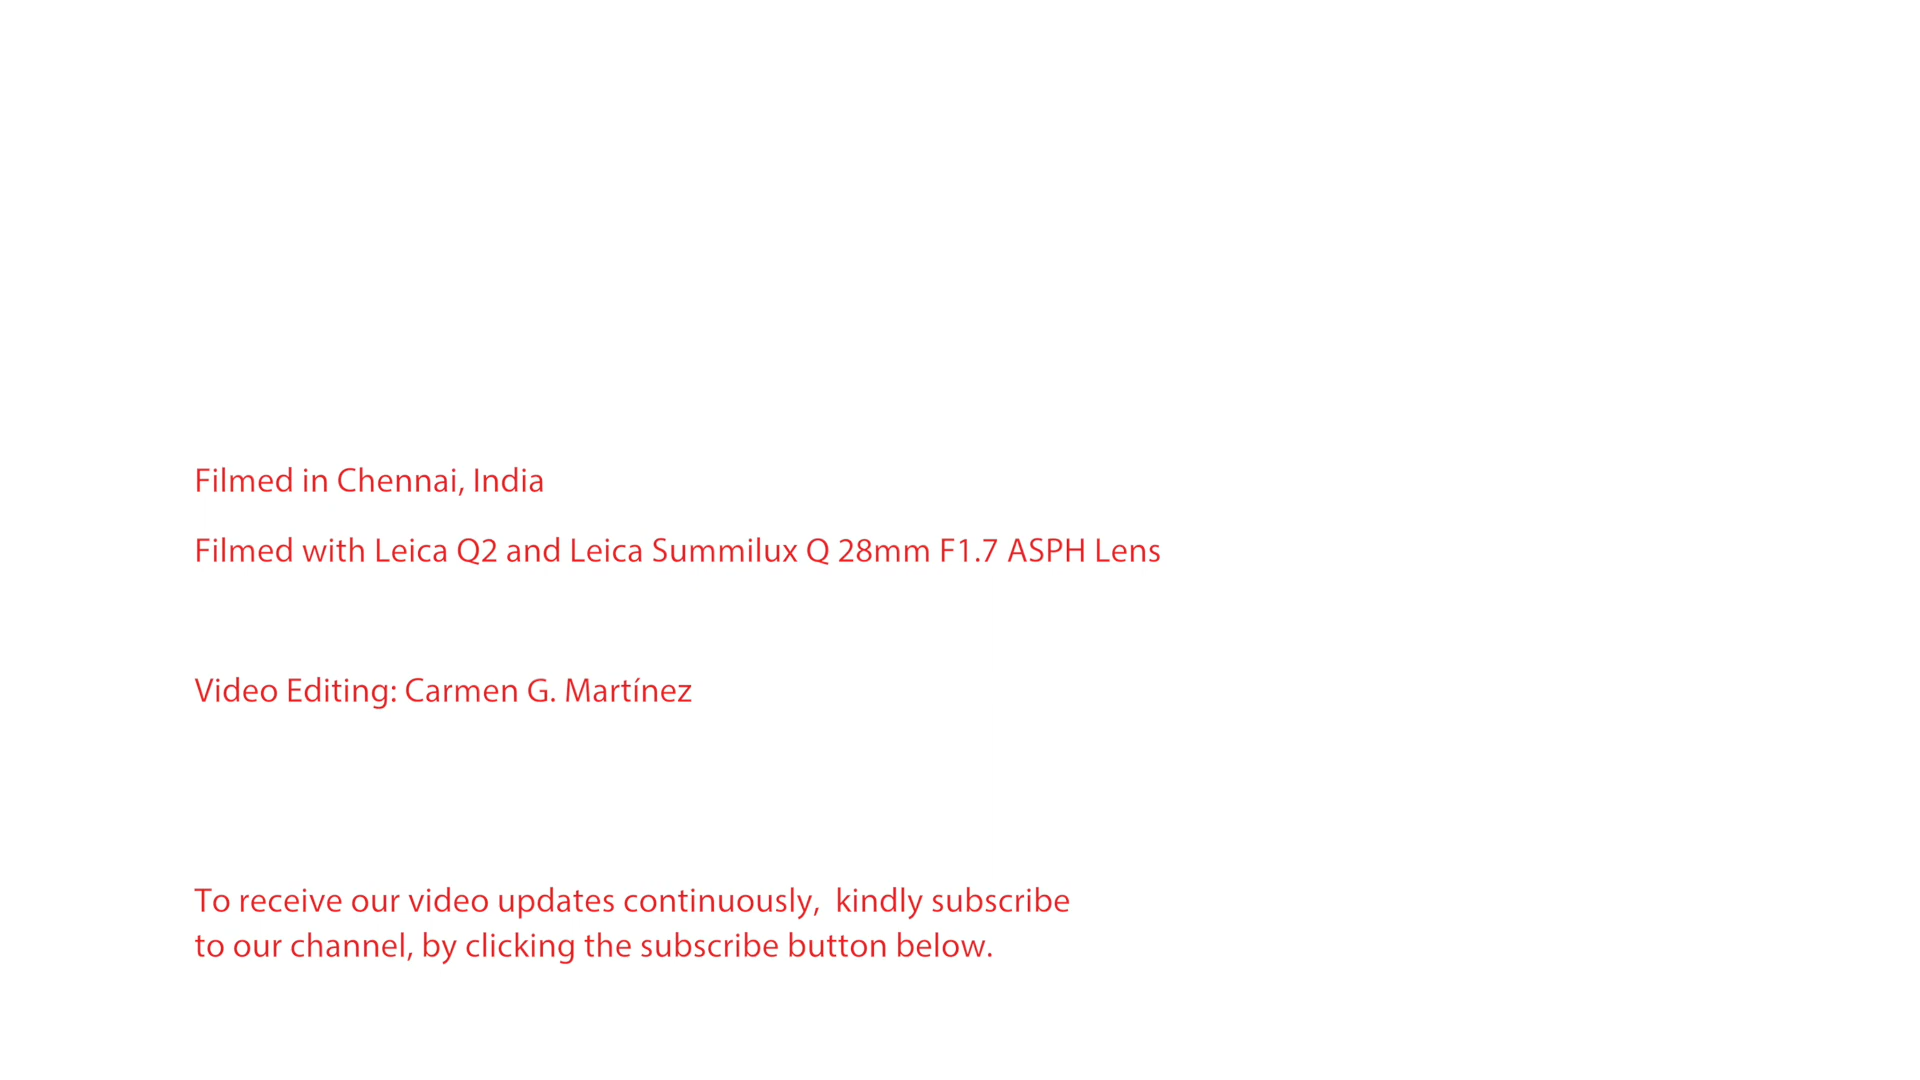 Filmed in Chennai, India
Filmed with Leica Q2 and Leica Summilux Q 28mm F1.7 ASPH Lens
Video Editing: Carmen G. Martínez
To receive our video updates continuously,  kindly subscribe
to our channel, by clicking the subscribe button below.